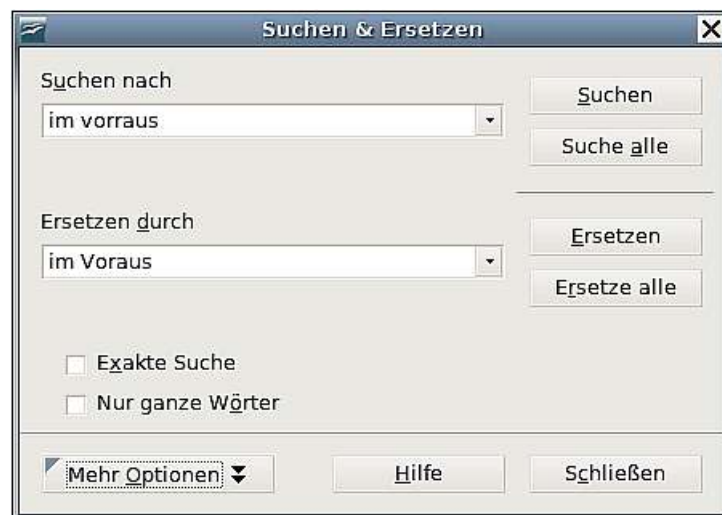 Suchen & Ersetzen
Suchen nach
im vorraus
Suchen
Suche alle
Ersetzen durch
im Voraus
Ersetzen
Ersetze alle
Exakte Suche
Nur ganze Wörter
Mehr Optionen
Hilfe
Schließen